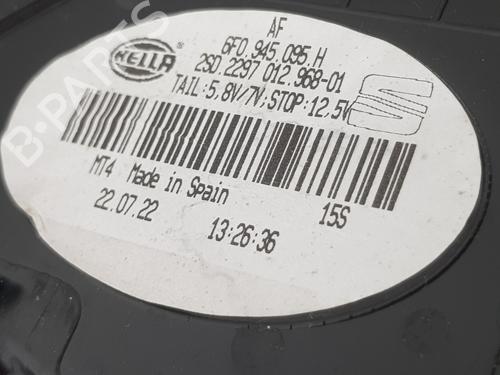 AF
HELLA
6F0.945.095.H
2SD.2297 012.968-01
TAIL:5,8V/7V;STOP:12,5V
MT4 Made in Spain
15S
22.07.22
13:26:36
B-PARTS